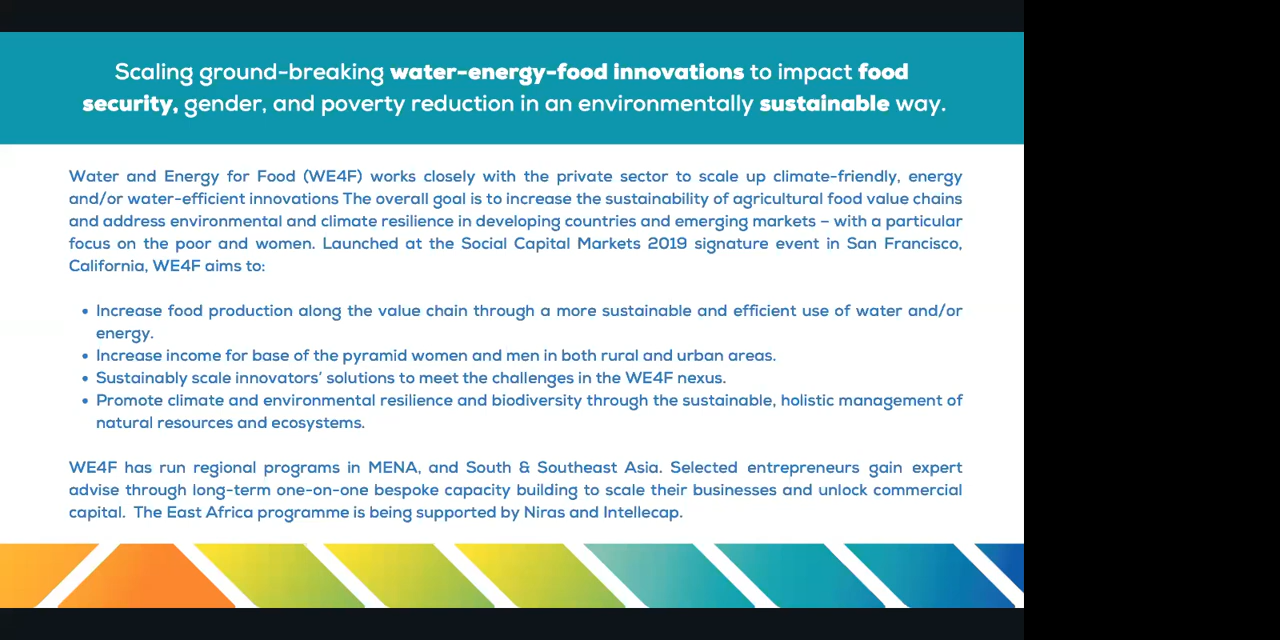 Scaling ground-breaking water-energy-food innovations to impact food
security, gender, and poverty reduction in an environmentally sustainable way.
Water and Energy for Food (WE4F) works closely with the private sector to scale up climate-friendly, energy
and/or water-efficient innovations The overall goal is to increase the sustainability of agricultural food value chains
and address environmental and climate resilience in developing countries and emerging markets – with a particular
focus on the poor and women. Launched at the Social Capital Markets 2019 signature event in San Francisco,
California, WE4F aims to:
• Increase food production along the value chain through a more sustainable and efficient use of water and/or
energy.
• Increase income for base of the pyramid women and men in both rural and urban areas.
• Sustainably scale innovators' solutions to meet the challenges in the WE4F nexus.
• Promote climate and environmental resilience and biodiversity through the sustainable, holistic management of
natural resources and ecosystems.
WE4F has run regional programs in MENA, and South & Southeast Asia. Selected entrepreneurs gain expert
advise through long-term one-on-one bespoke capacity building to scale their businesses and unlock commercial
capital. The East Africa programme is being supported by Niras and Intellecap.